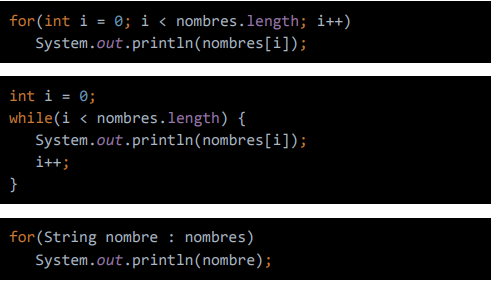 for(int i = 0; i < nombres.length; i++)
   System.out.println(nombres[i]);
int i = 0;
while(i < nombres.length) {
   System.out.println(nombres[i]);
   i++;
}
for(String nombre : nombres)
   System.out.println(nombre);